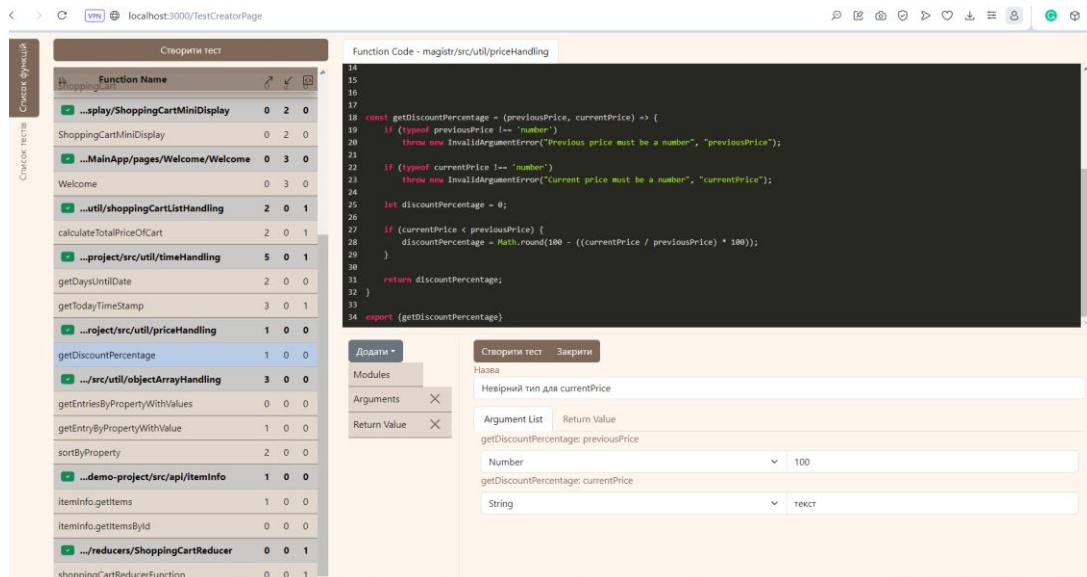 VPN localhost:3000/TestCreatorPage
Список функцій
Список тестів
Створити тест
Function Name
ShoppingCart 0 2 0
...splay/ShoppingCartMiniDisplay 0 2 0
ShoppingCartMiniDisplay 0 2 0
...MainApp/pages/Welcome/Welcome 0 3 0
Welcome 0 3 0
...util/shoppingCartListHandling 2 0 1
calculateTotalPriceOfCart 2 0 1
...project/src/util/timeHandling 5 0 1
getDaysUntilDate 2 0 0
getTodayTimeStamp 3 0 1
...roject/src/util/priceHandling 1 0 0
getDiscountPercentage 1 0 0
.../src/util/objectArrayHandling 3 0 0
getEntriesByPropertyWithValues 0 0 0
getEntryByPropertyWithValue 1 0 0
sortByProperty 2 0 0
...demo-project/src/api/itemInfo 1 0 0
itemInfo.getItems 1 0 0
itemInfo.getItemsById 0 0 0
.../reducers/ShoppingCartReducer 0 0 1
shoppingCartReducerFunction 0 0 1
Function Code - magistr/src/util/priceHandling
14
15
16
17
18 const getDiscountPercentage = (previousPrice, currentPrice) => {
19 if (typeof previousPrice !== 'number')
20 throw new InvalidArgumentError("Previous price must be a number", "previousPrice");
21
22 if (typeof currentPrice !== 'number')
23 throw new InvalidArgumentError("Current price must be a number", "currentPrice");
24
25 let discountPercentage = 0;
26
27 if (currentPrice < previousPrice) {
28 discountPercentage = Math.round(100 - ((currentPrice / previousPrice) * 100));
29 }
30
31 return discountPercentage;
32 }
33
34 export {getDiscountPercentage}
Додати
Modules
Arguments
Return Value
Створити тест Закрити
Назва
Невірний тип для currentPrice
Argument List Return Value
getDiscountPercentage: previousPrice
Number 100
getDiscountPercentage: currentPrice
String текст